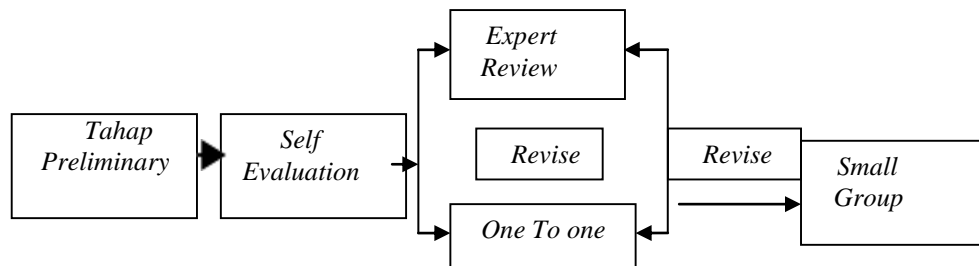 Tahap
Preliminary
Self
Evaluation
Expert
Review
Revise
One To one
Revise
Small
Group